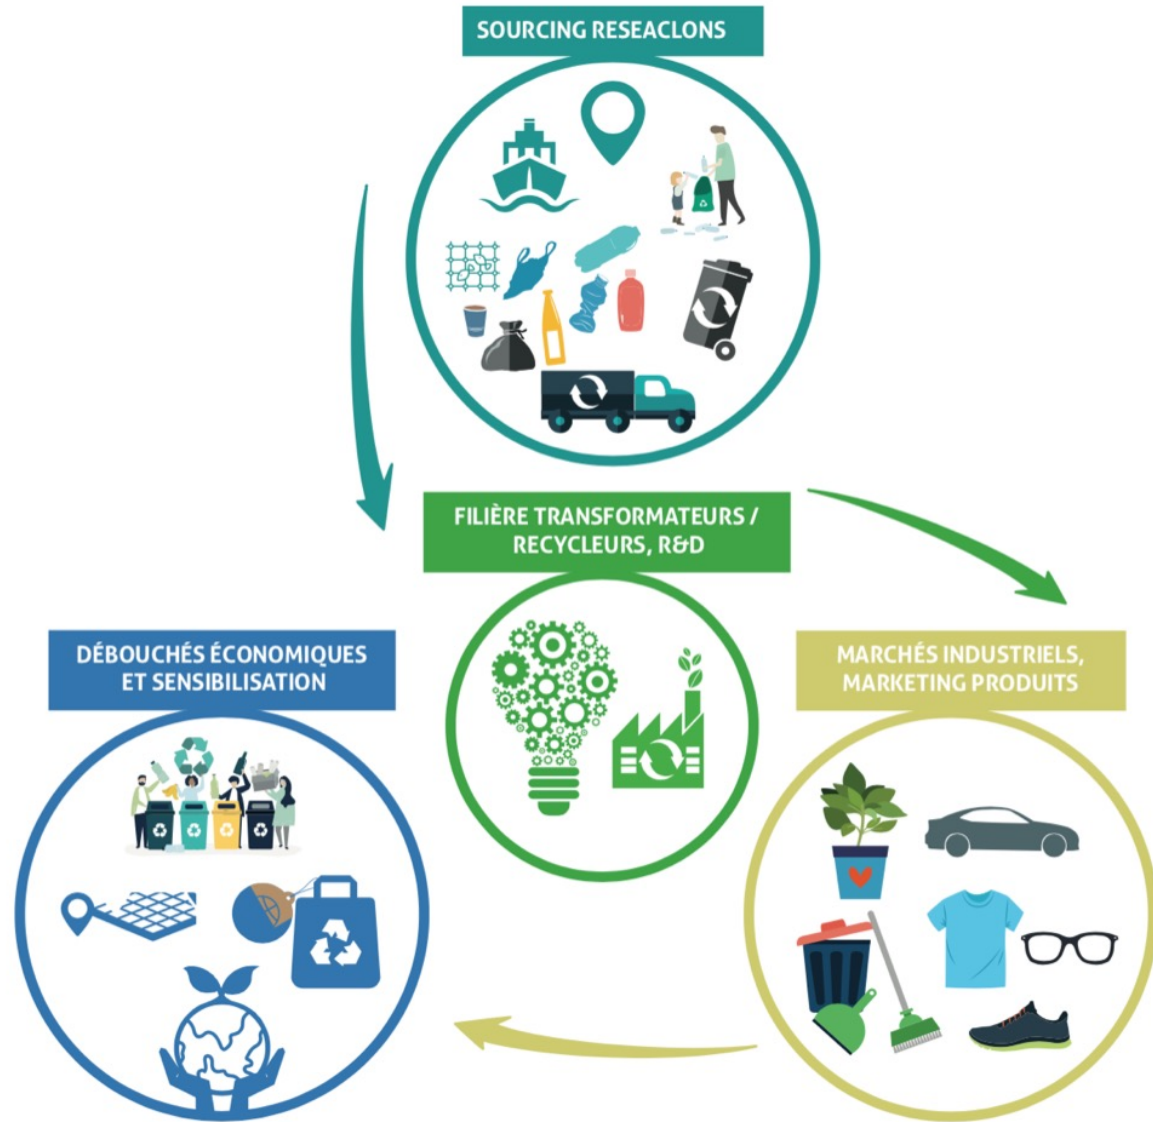 SOURCING RESEACLONS
FILIÈRE TRANSFORMATEURS /
RECYCLEURS, R&D
DÉBOUCHÉS ÉCONOMIQUES
ET SENSIBILISATION
MARCHÉS INDUSTRIELS,
MARKETING PRODUITS